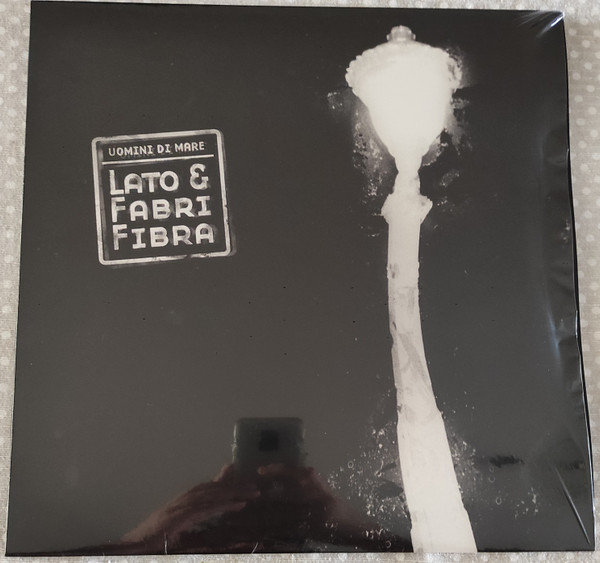 UOMINI DI MARE
LATO &
FABRI
FIBRA